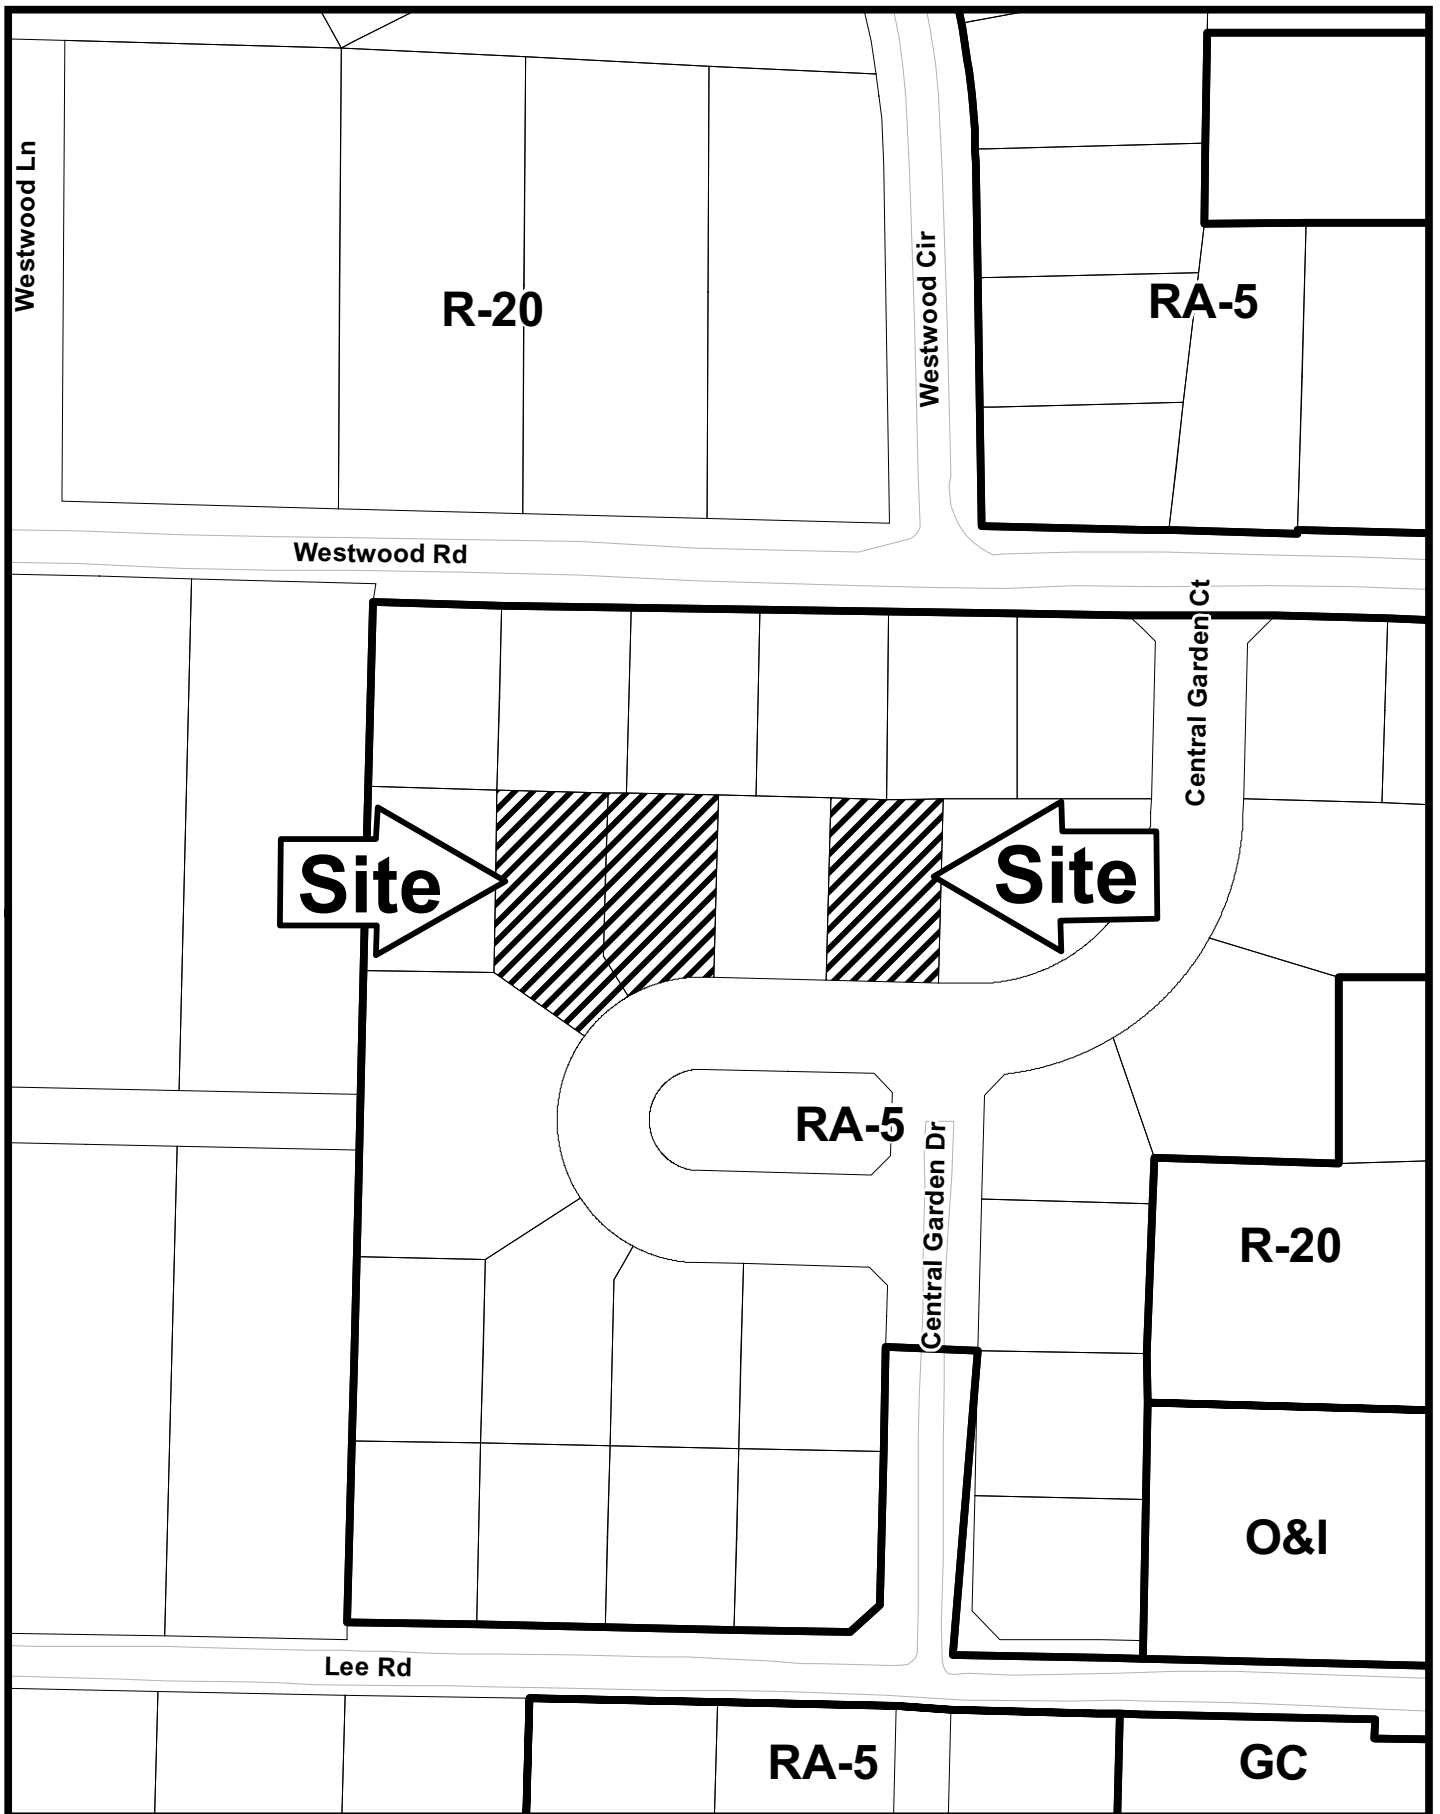 Westwood Ln
R-20
Westwood Cir
RA-5
Westwood Rd
Central Garden Ct
Site
Site
RA-5
Central Garden Dr
R-20
O&I
Lee Rd
RA-5
GC